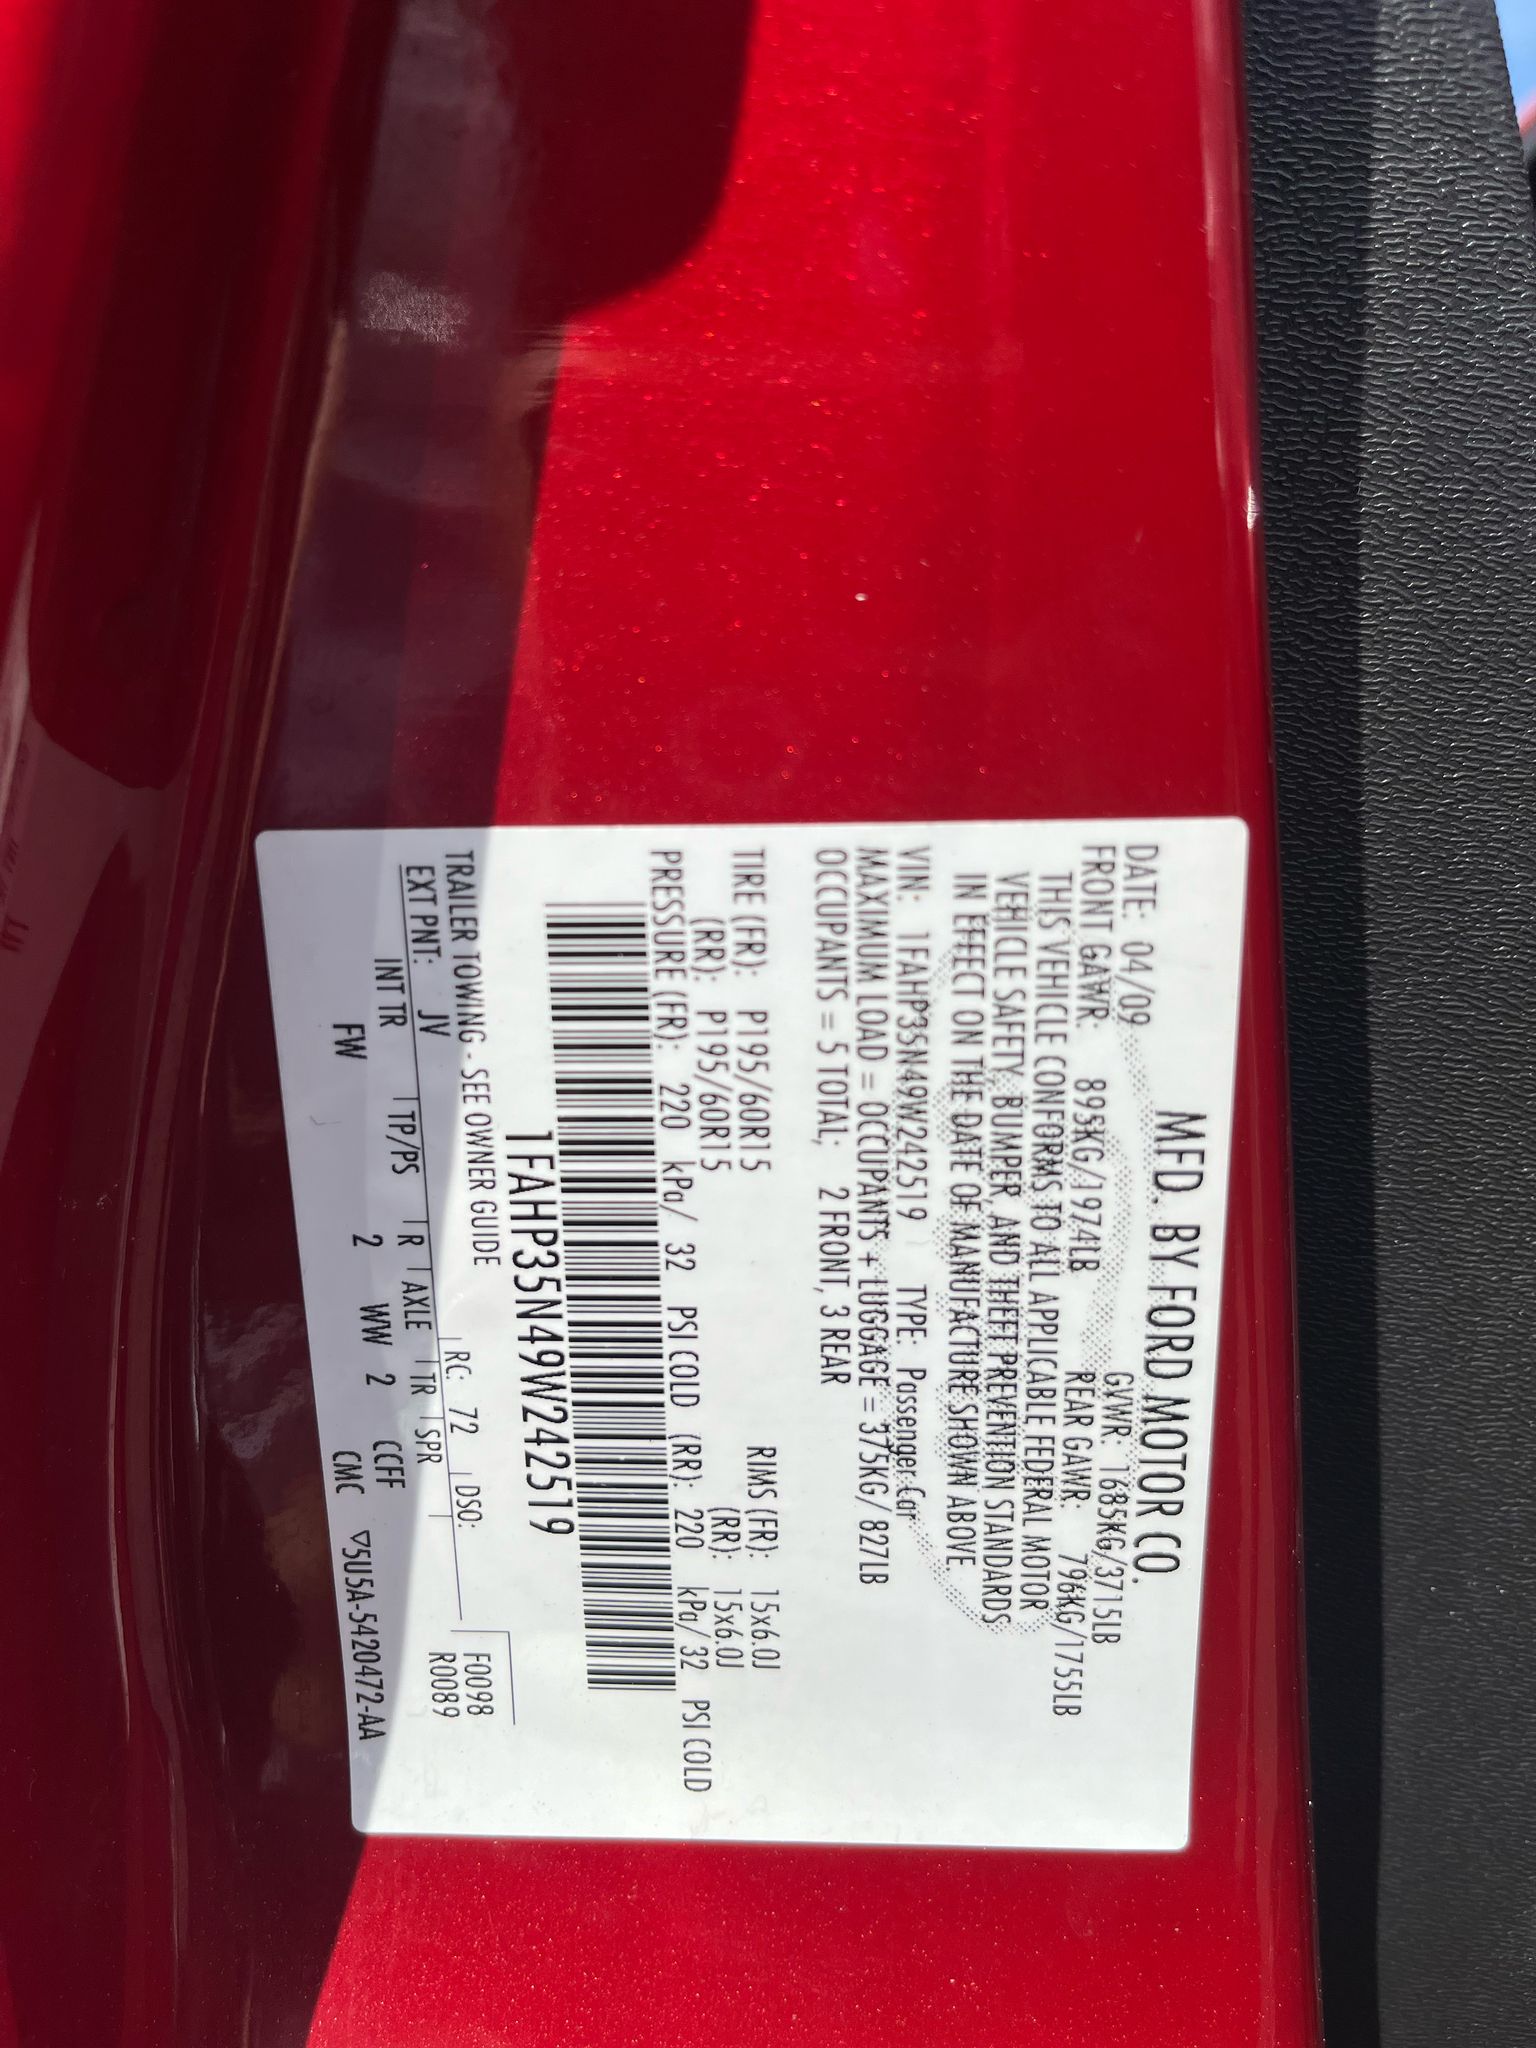 MFD. BY FORD MOTOR CO.
DATE: 04/09 GVWR: 1685KG/3715LB
FRONT GAWR: 895KG/1974LB REAR GAWR: 796KG/1755LB
THIS VEHICLE CONFORMS TO ALL APPLICABLE FEDERAL MOTOR
VEHICLE SAFETY, BUMPER, AND THEFT PREVENTION STANDARDS
IN EFFECT ON THE DATE OF MANUFACTURE SHOWN ABOVE.
VIN: 1FAHP35N49W242519 TYPE: Passenger Car
MAXIMUM LOAD = OCCUPANTS + LUGGAGE = 375KG/ 827LB
OCCUPANTS = 5 TOTAL; 2 FRONT, 3 REAR
TIRE (FR): P195/60R15 RIMS (FR): 15x6.0J
(RR): P195/60R15 (RR): 15x6.0J
PRESSURE (FR): 220 kPa/ 32 PSI COLD (RR): 220 kPa/ 32 PSI COLD
1FAHP35N49W242519
TRAILER TOWING - SEE OWNER GUIDE F0098
EXT PNT: JV RC: 72 DSO: R0089
INT TR TP/PS R AXLE TR SPR
FW 2 WW 2 CCFF
CMC ▽5U5A-5420472-AA